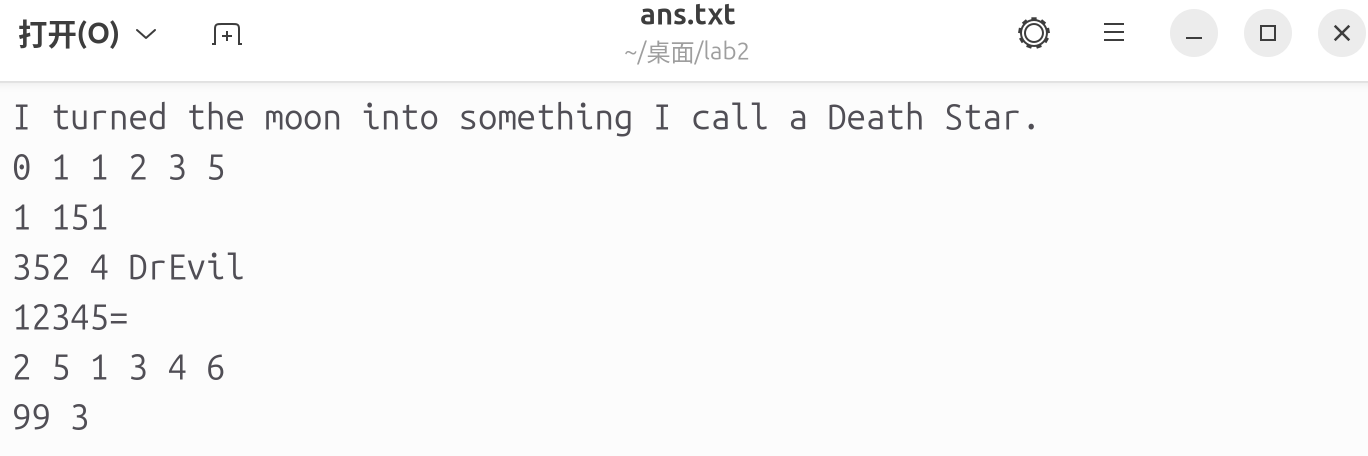 打开(O)
ans.txt
~/桌面/lab2
I turned the moon into something I call a Death Star.
0 1 1 2 3 5
1 151
352 4 DrEvil
12345=
2 5 1 3 4 6
99 3